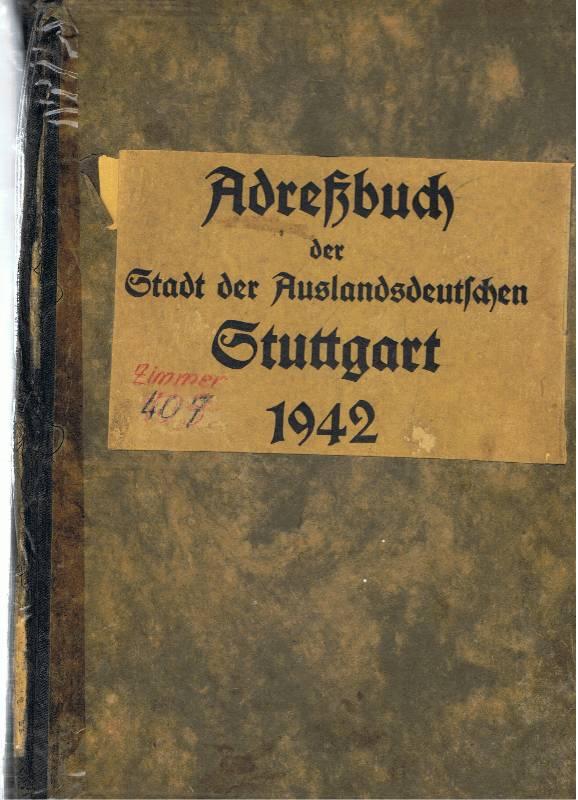 Adreßbuch
der
Stadt der Auslandsdeutschen
Stuttgart
Zimmer
407
1942